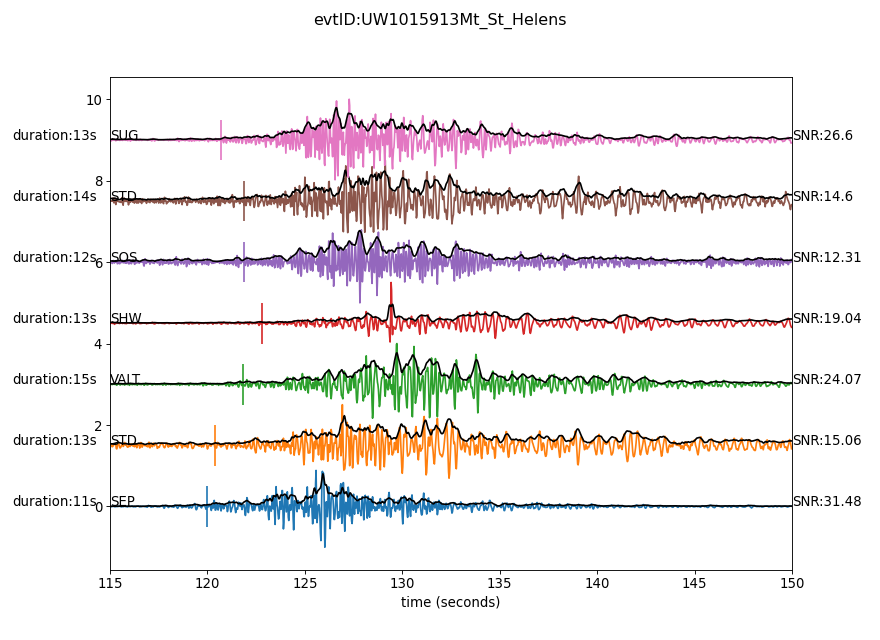 evtID:UW1015913Mt_St_Helens
10
duration:13s SUG SNR:26.6
8
duration:14s STD SNR:14.6
duration:12s SOS SNR:12.31
6
duration:13s SHW SNR:19.04
4
duration:15s VALT SNR:24.07
2
duration:13s STD SNR:15.06
duration:11s SEP SNR:31.48
0
115 120 125 130 135 140 145 150
time (seconds)